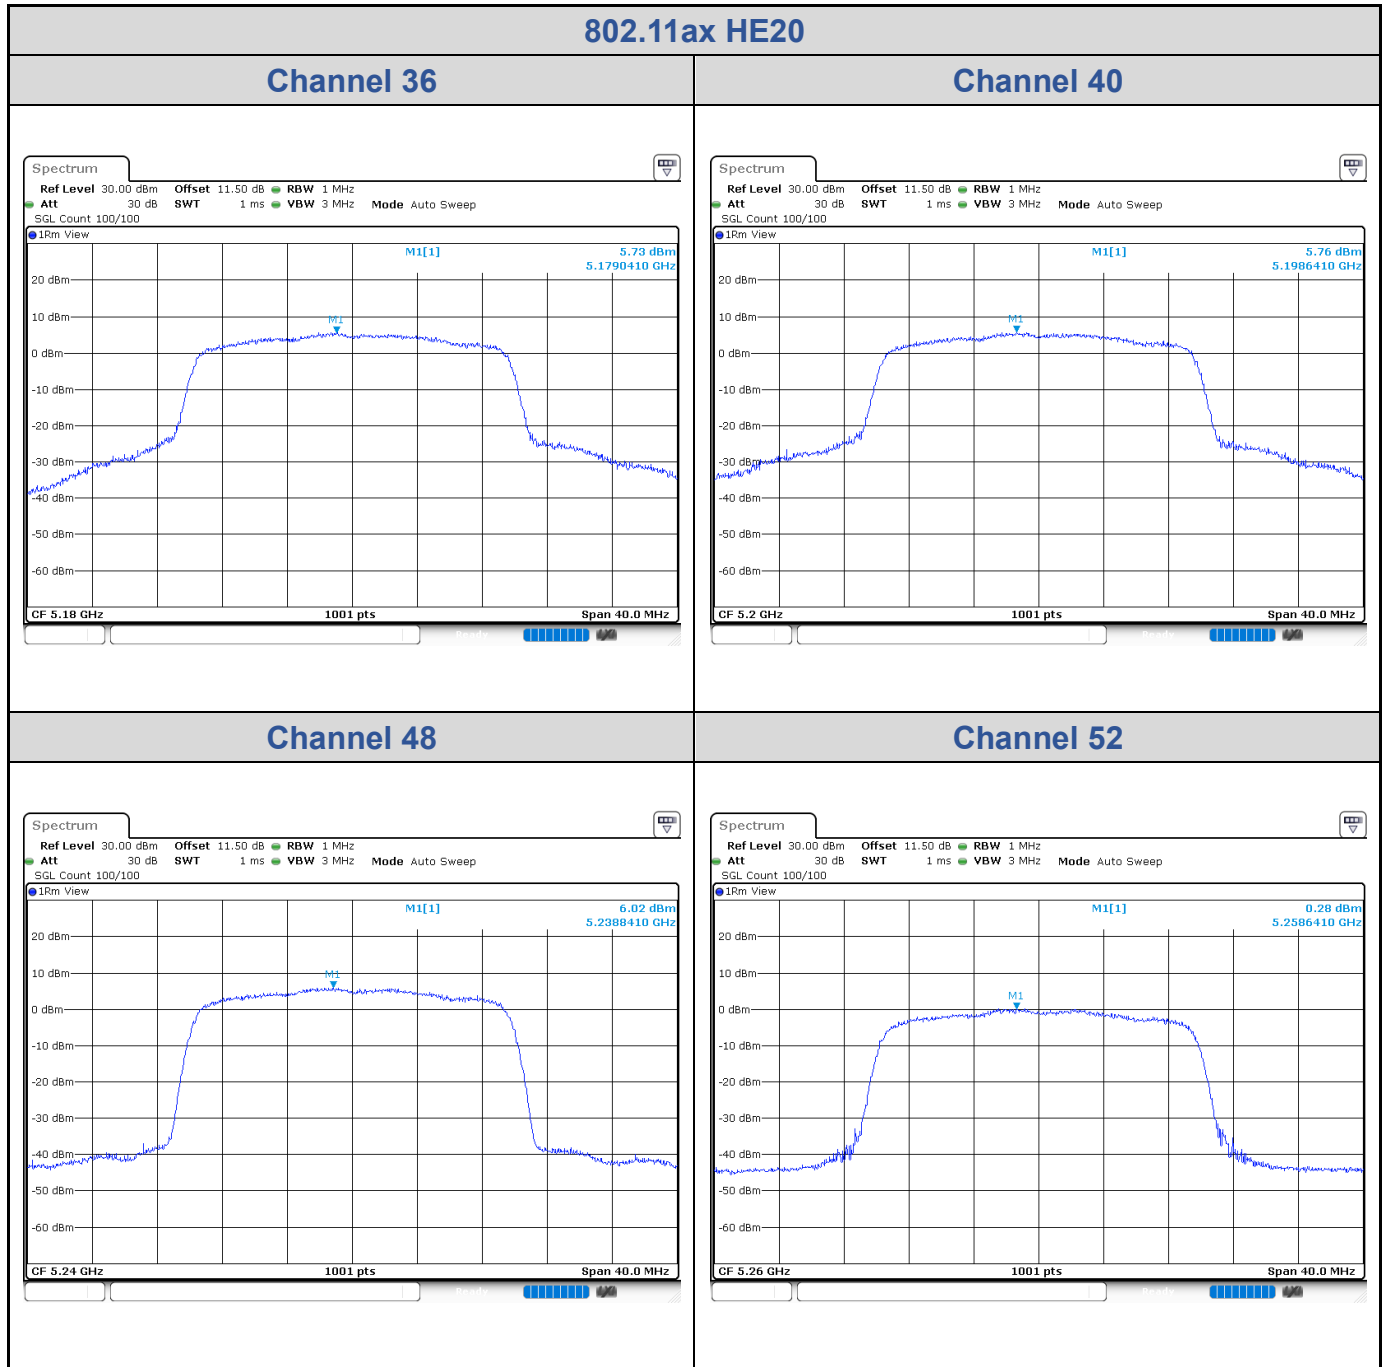 802.11ax HE20
Channel 36
Channel 40
Spectrum
Ref Level 30.00 dBm Offset 11.50 dB RBW 1 MHz
Att 30 dB SWT 1 ms VBW 3 MHz Mode Auto Sweep
SGL Count 100/100
1Rm View
M1[1] 5.73 dBm
5.1790410 GHz
20 dBm
10 dBm
M1
0 dBm
-10 dBm
-20 dBm
-30 dBm
-40 dBm
-50 dBm
-60 dBm
CF 5.18 GHz 1001 pts Span 40.0 MHz
Ready
Spectrum
Ref Level 30.00 dBm Offset 11.50 dB RBW 1 MHz
Att 30 dB SWT 1 ms VBW 3 MHz Mode Auto Sweep
SGL Count 100/100
1Rm View
M1[1] 5.76 dBm
5.1986410 GHz
20 dBm
10 dBm
M1
0 dBm
-10 dBm
-20 dBm
-30 dBm
-40 dBm
-50 dBm
-60 dBm
CF 5.2 GHz 1001 pts Span 40.0 MHz
Ready
Channel 48
Channel 52
Spectrum
Ref Level 30.00 dBm Offset 11.50 dB RBW 1 MHz
Att 30 dB SWT 1 ms VBW 3 MHz Mode Auto Sweep
SGL Count 100/100
1Rm View
M1[1] 6.02 dBm
5.2388410 GHz
20 dBm
10 dBm
M1
0 dBm
-10 dBm
-20 dBm
-30 dBm
-40 dBm
-50 dBm
-60 dBm
CF 5.24 GHz 1001 pts Span 40.0 MHz
Spectrum
Ref Level 30.00 dBm Offset 11.50 dB RBW 1 MHz
Att 30 dB SWT 1 ms VBW 3 MHz Mode Auto Sweep
SGL Count 100/100
1Rm View
M1[1] 0.28 dBm
5.2586410 GHz
20 dBm
10 dBm
M1
0 dBm
-10 dBm
-20 dBm
-30 dBm
-40 dBm
-50 dBm
-60 dBm
CF 5.26 GHz 1001 pts Span 40.0 MHz
Ready